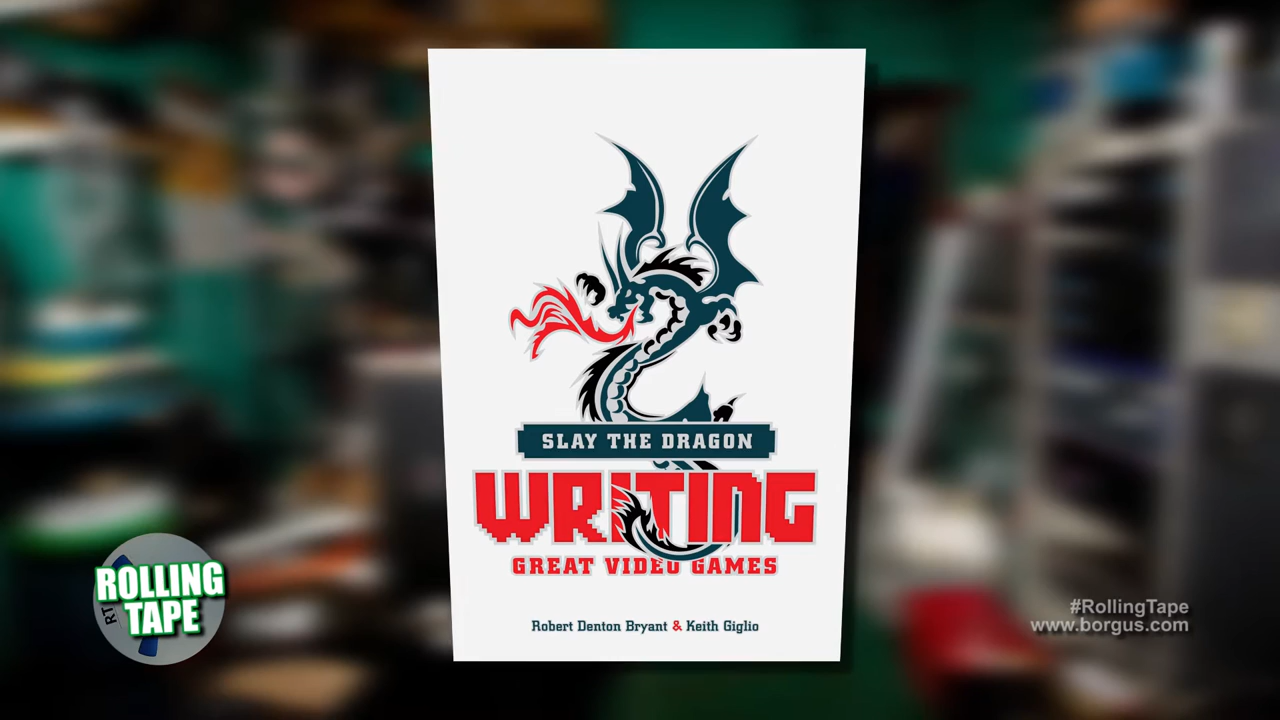 SLAY THE DRAGON
WRITING
GREAT VIDEO GAMES
Robert Denton Bryant & Keith Giglio
RT
ROLLING
TAPE
#RollingTape
www.borgus.com